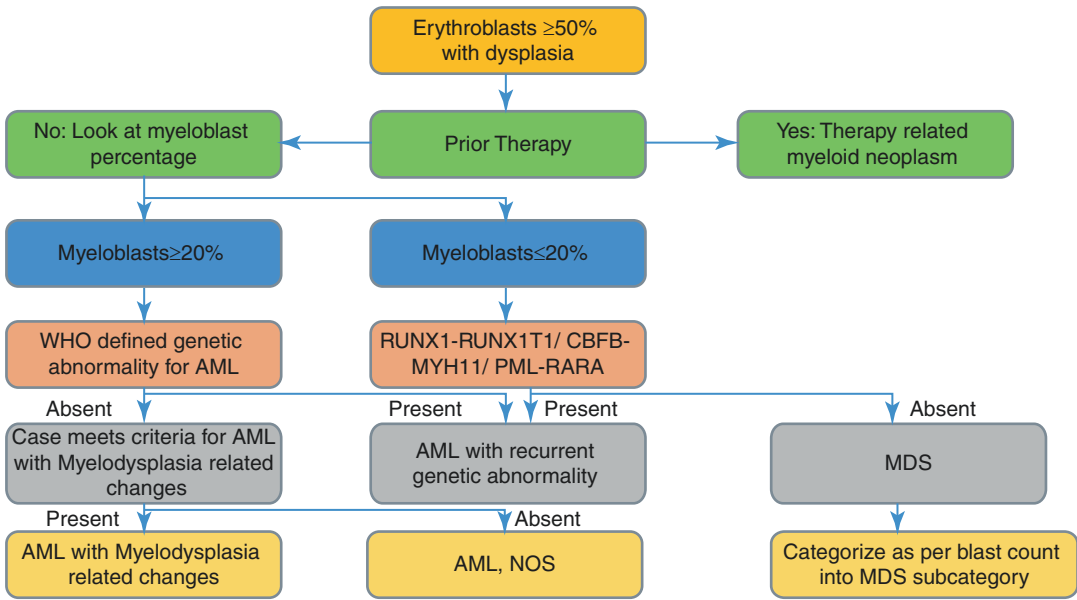 Erythroblasts ≥50%
with dysplasia
No: Look at myeloblast
percentage
Prior Therapy
Yes: Therapy related
myeloid neoplasm
Myeloblasts≥20%
Myeloblasts≤20%
WHO defined genetic
abnormality for AML
RUNX1-RUNX1T1/ CBFB-
MYH11/ PML-RARA
Absent
Present
Present
Absent
Case meets criteria for AML
with Myelodysplasia related
changes
AML with recurrent
genetic abnormality
MDS
Present
Absent
AML with Myelodysplasia
related changes
AML, NOS
Categorize as per blast count
into MDS subcategory